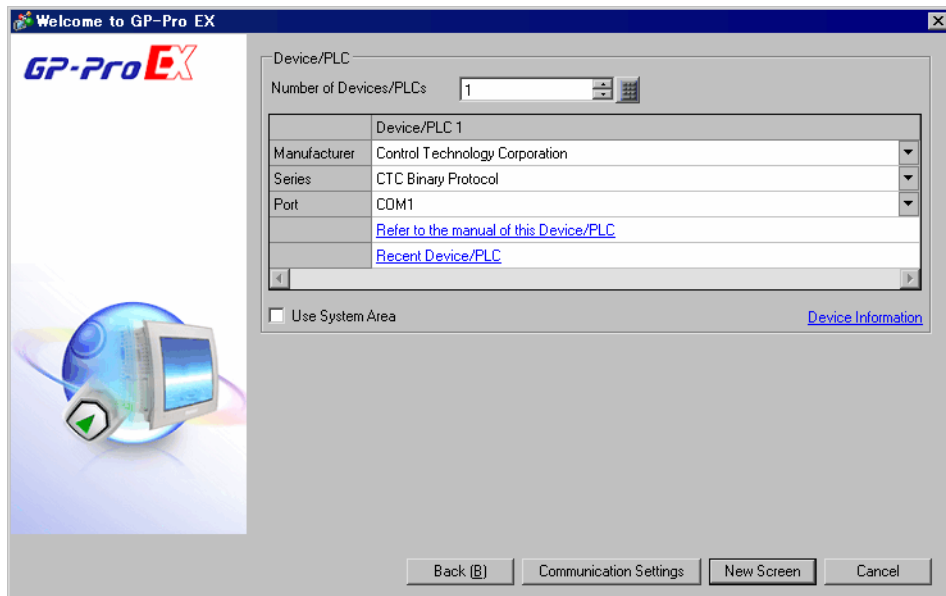 Welcome to GP-Pro EX
GP-Pro EX
Device/PLC
Number of Devices/PLCs 1
Device/PLC 1
Manufacturer Control Technology Corporation
Series CTC Binary Protocol
Port COM1
Refer to the manual of this Device/PLC
Recent Device/PLC
Use System Area Device Information
Back (B) Communication Settings New Screen Cancel